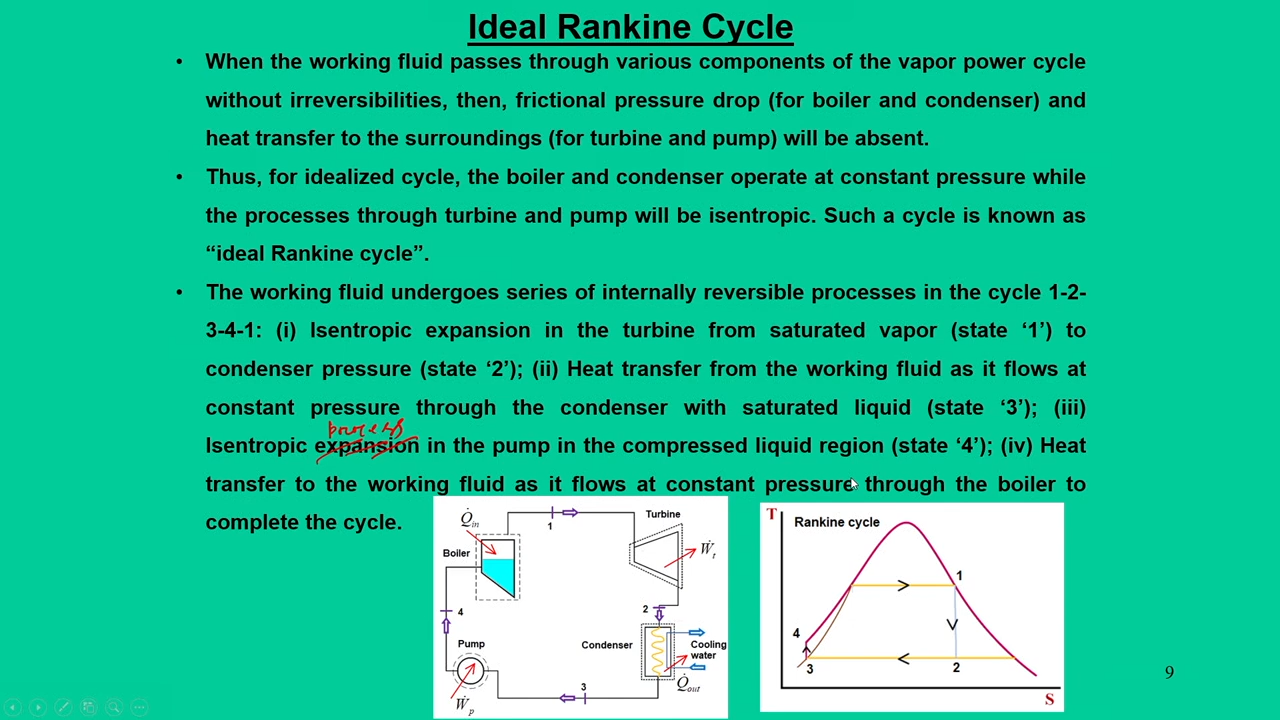 Ideal Rankine Cycle
• When the working fluid passes through various components of the vapor power cycle
without irreversibilities, then, frictional pressure drop (for boiler and condenser) and
heat transfer to the surroundings (for turbine and pump) will be absent.
• Thus, for idealized cycle, the boiler and condenser operate at constant pressure while
the processes through turbine and pump will be isentropic. Such a cycle is known as
“ideal Rankine cycle”.
• The working fluid undergoes series of internally reversible processes in the cycle 1-2-
3-4-1: (i) Isentropic expansion in the turbine from saturated vapor (state ‘1’) to
condenser pressure (state ‘2’); (ii) Heat transfer from the working fluid as it flows at
constant pressure through the condenser with saturated liquid (state ‘3’); (iii)
process
Isentropic expansion in the pump in the compressed liquid region (state ‘4’); (iv) Heat
transfer to the working fluid as it flows at constant pressure through the boiler to
complete the cycle.
Q̇in
1
Turbine
Boiler
Ẇt
4
2
Pump
Condenser
Cooling
water
3
Q̇out
Ẇp
T
Rankine cycle
1
4
3
2
S
9